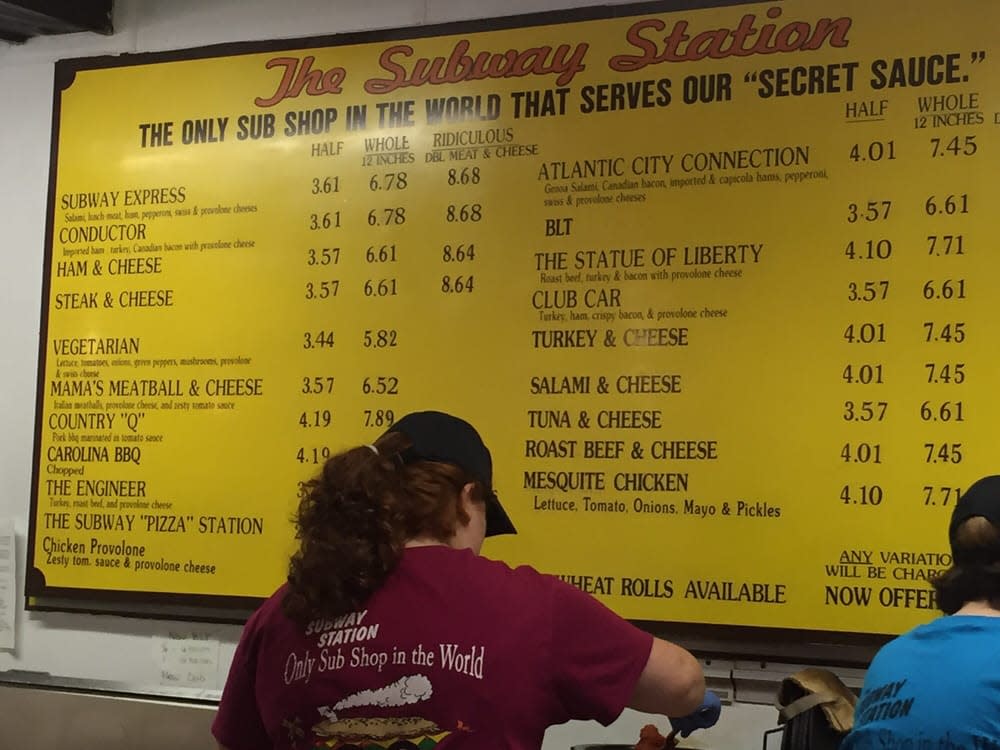 The Subway Station
THE ONLY SUB SHOP IN THE WORLD THAT SERVES OUR "SECRET SAUCE."
HALF WHOLE 12 INCHES RIDICULOUS DBL MEAT & CHEESE
SUBWAY EXPRESS 3.61 6.78 8.68
Salami, lunch meat, ham, pepperoni, swiss & provolone cheeses
CONDUCTOR 3.61 6.78 8.68
Imported ham, turkey, Canadian bacon with provolone cheese
HAM & CHEESE 3.57 6.61 8.64
STEAK & CHEESE 3.57 6.61 8.64
VEGETARIAN 3.44 5.82
Lettuce, tomatoes, onions, green peppers, mushrooms, provolone
& swiss cheese
MAMA'S MEATBALL & CHEESE 3.57 6.52
Italian meatballs, provolone cheese, and zesty tomato sauce
COUNTRY "Q" 4.19 7.89
Pork bbq marinated in tomato sauce
CAROLINA BBQ 4.19
Chopped
THE ENGINEER
Turkey, roast beef, and provolone cheese
THE SUBWAY "PIZZA" STATION
Chicken Provolone
Zesty tom. sauce & provolone cheese
HALF WHOLE 12 INCHES
ATLANTIC CITY CONNECTION 4.01 7.45
Genoa Salami, Canadian bacon, imported & capicola hams, pepperoni,
swiss & provolone cheeses
BLT 3.57 6.61
THE STATUE OF LIBERTY 4.10 7.71
Roast beef, turkey & bacon with provolone cheese
CLUB CAR 3.57 6.61
Turkey, ham, crispy bacon, & provolone cheese
TURKEY & CHEESE 4.01 7.45
SALAMI & CHEESE 4.01 7.45
TUNA & CHEESE 3.57 6.61
ROAST BEEF & CHEESE 4.01 7.45
MESQUITE CHICKEN 4.10 7.71
Lettuce, Tomato, Onions, Mayo & Pickles
ANY VARIATIO
WILL BE CHARG
WHEAT ROLLS AVAILABLE NOW OFFER
SUBWAY
STATION
Only Sub Shop in the World
WAY
ATION
Shop in the